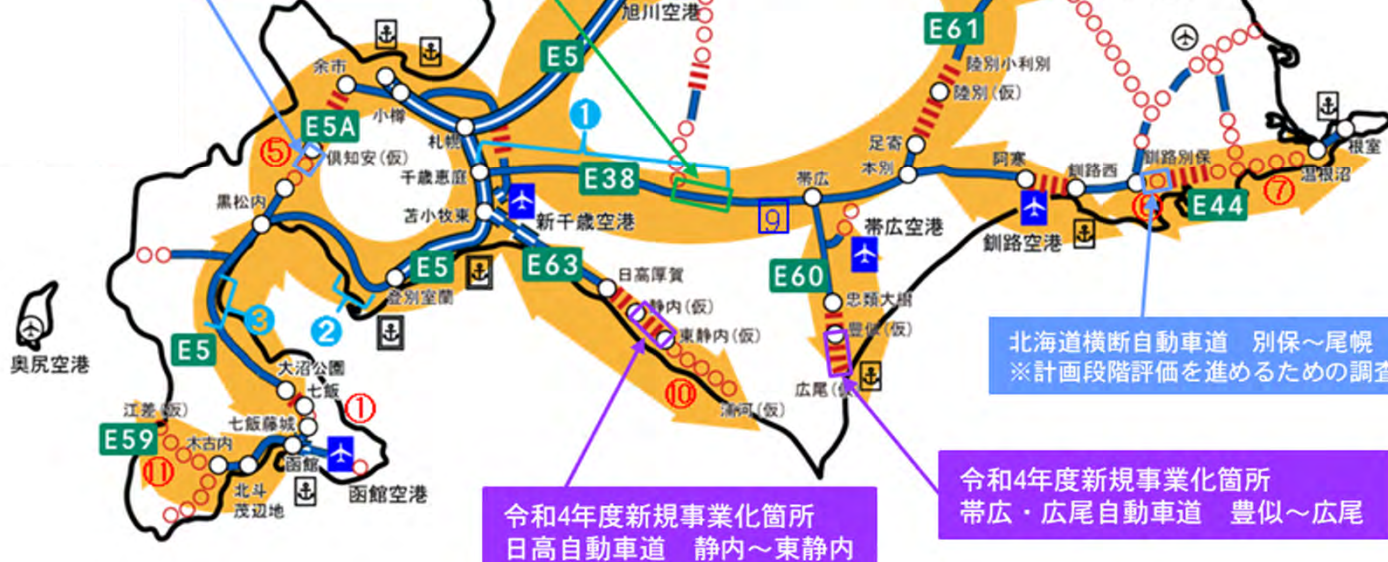 旭川空港
E5
E61
陸別小利別
陸別(仮)
余市
小樽
札幌
E5A
⑤
倶知安(仮)
❶
足寄
本別
阿寒
釧路西
釧路別保
根室
温根沼
⑦
E44
千歳恵庭
E38
帯広
黒松内
苫小牧東
新千歳空港
9
帯広空港
釧路空港
E5
E63
日高厚賀
E60
登別室蘭
静内(仮)
忠類大樹
❸
❷
東静内(仮)
豊似(仮)
奥尻空港
E5
大沼公園
七飯
①
広尾(仮
⑩
浦河(仮)
江差(仮)
七飯藤城
E59
木古内
⑪
函館
北斗
茂辺地
函館空港
北海道横断自動車道 別保～尾幌
※計画段階評価を進めるための調査
令和4年度新規事業化箇所
帯広・広尾自動車道 豊似～広尾
令和4年度新規事業化箇所
日高自動車道 静内～東静内